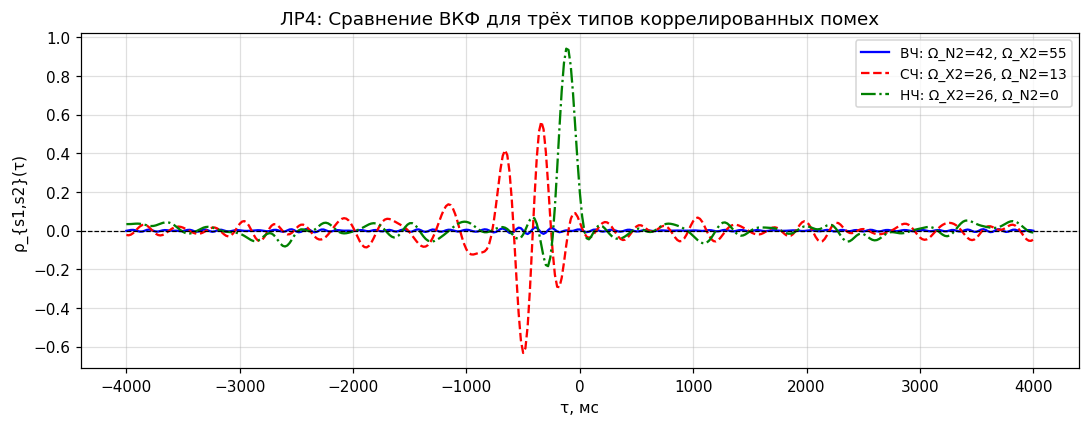 ЛР4: Сравнение ВКФ для трёх типов коррелированных помех
ρ_{s1,s2}(τ)
1.0
0.8
0.6
0.4
0.2
0.0
−0.2
−0.4
−0.6
ВЧ: Ω_N2=42, Ω_X2=55
СЧ: Ω_X2=26, Ω_N2=13
НЧ: Ω_X2=26, Ω_N2=0
−4000 −3000 −2000 −1000 0 1000 2000 3000 4000
τ, мс